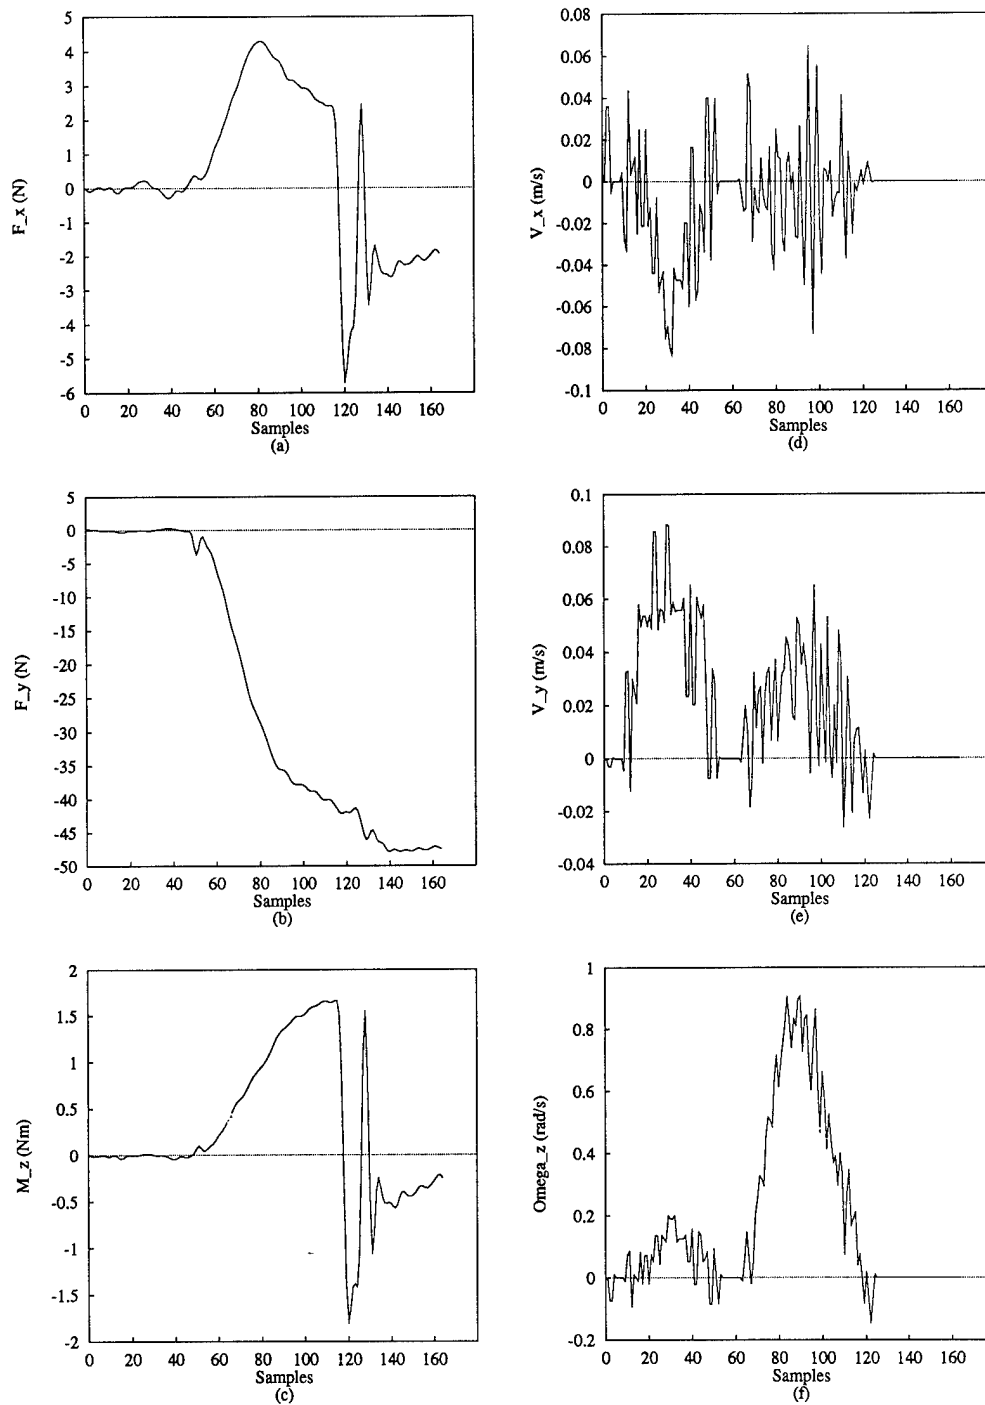 5
4
3
2
1
0
-1
-2
-3
-4
-5
-6
F_x (N)
0 20 40 60 80 100 120 140 160
Samples
(a)
0.08
0.06
0.04
0.02
0
-0.02
-0.04
-0.06
-0.08
-0.1
V_x (m/s)
0 20 40 60 80 100 120 140 160
Samples
(d)
5
0
-5
-10
-15
-20
-25
-30
-35
-40
-45
-50
F_y (N)
0 20 40 60 80 100 120 140 160
Samples
(b)
0.1
0.08
0.06
0.04
0.02
0
-0.02
-0.04
V_y (m/s)
0 20 40 60 80 100 120 140 160
Samples
(e)
2
1.5
1
0.5
0
-0.5
-1
-1.5
-2
M_z (Nm)
0 20 40 60 80 100 120 140 160
Samples
(c)
1
0.8
0.6
0.4
0.2
0
-0.2
Omega_z (rad/s)
0 20 40 60 80 100 120 140 160
Samples
(f)